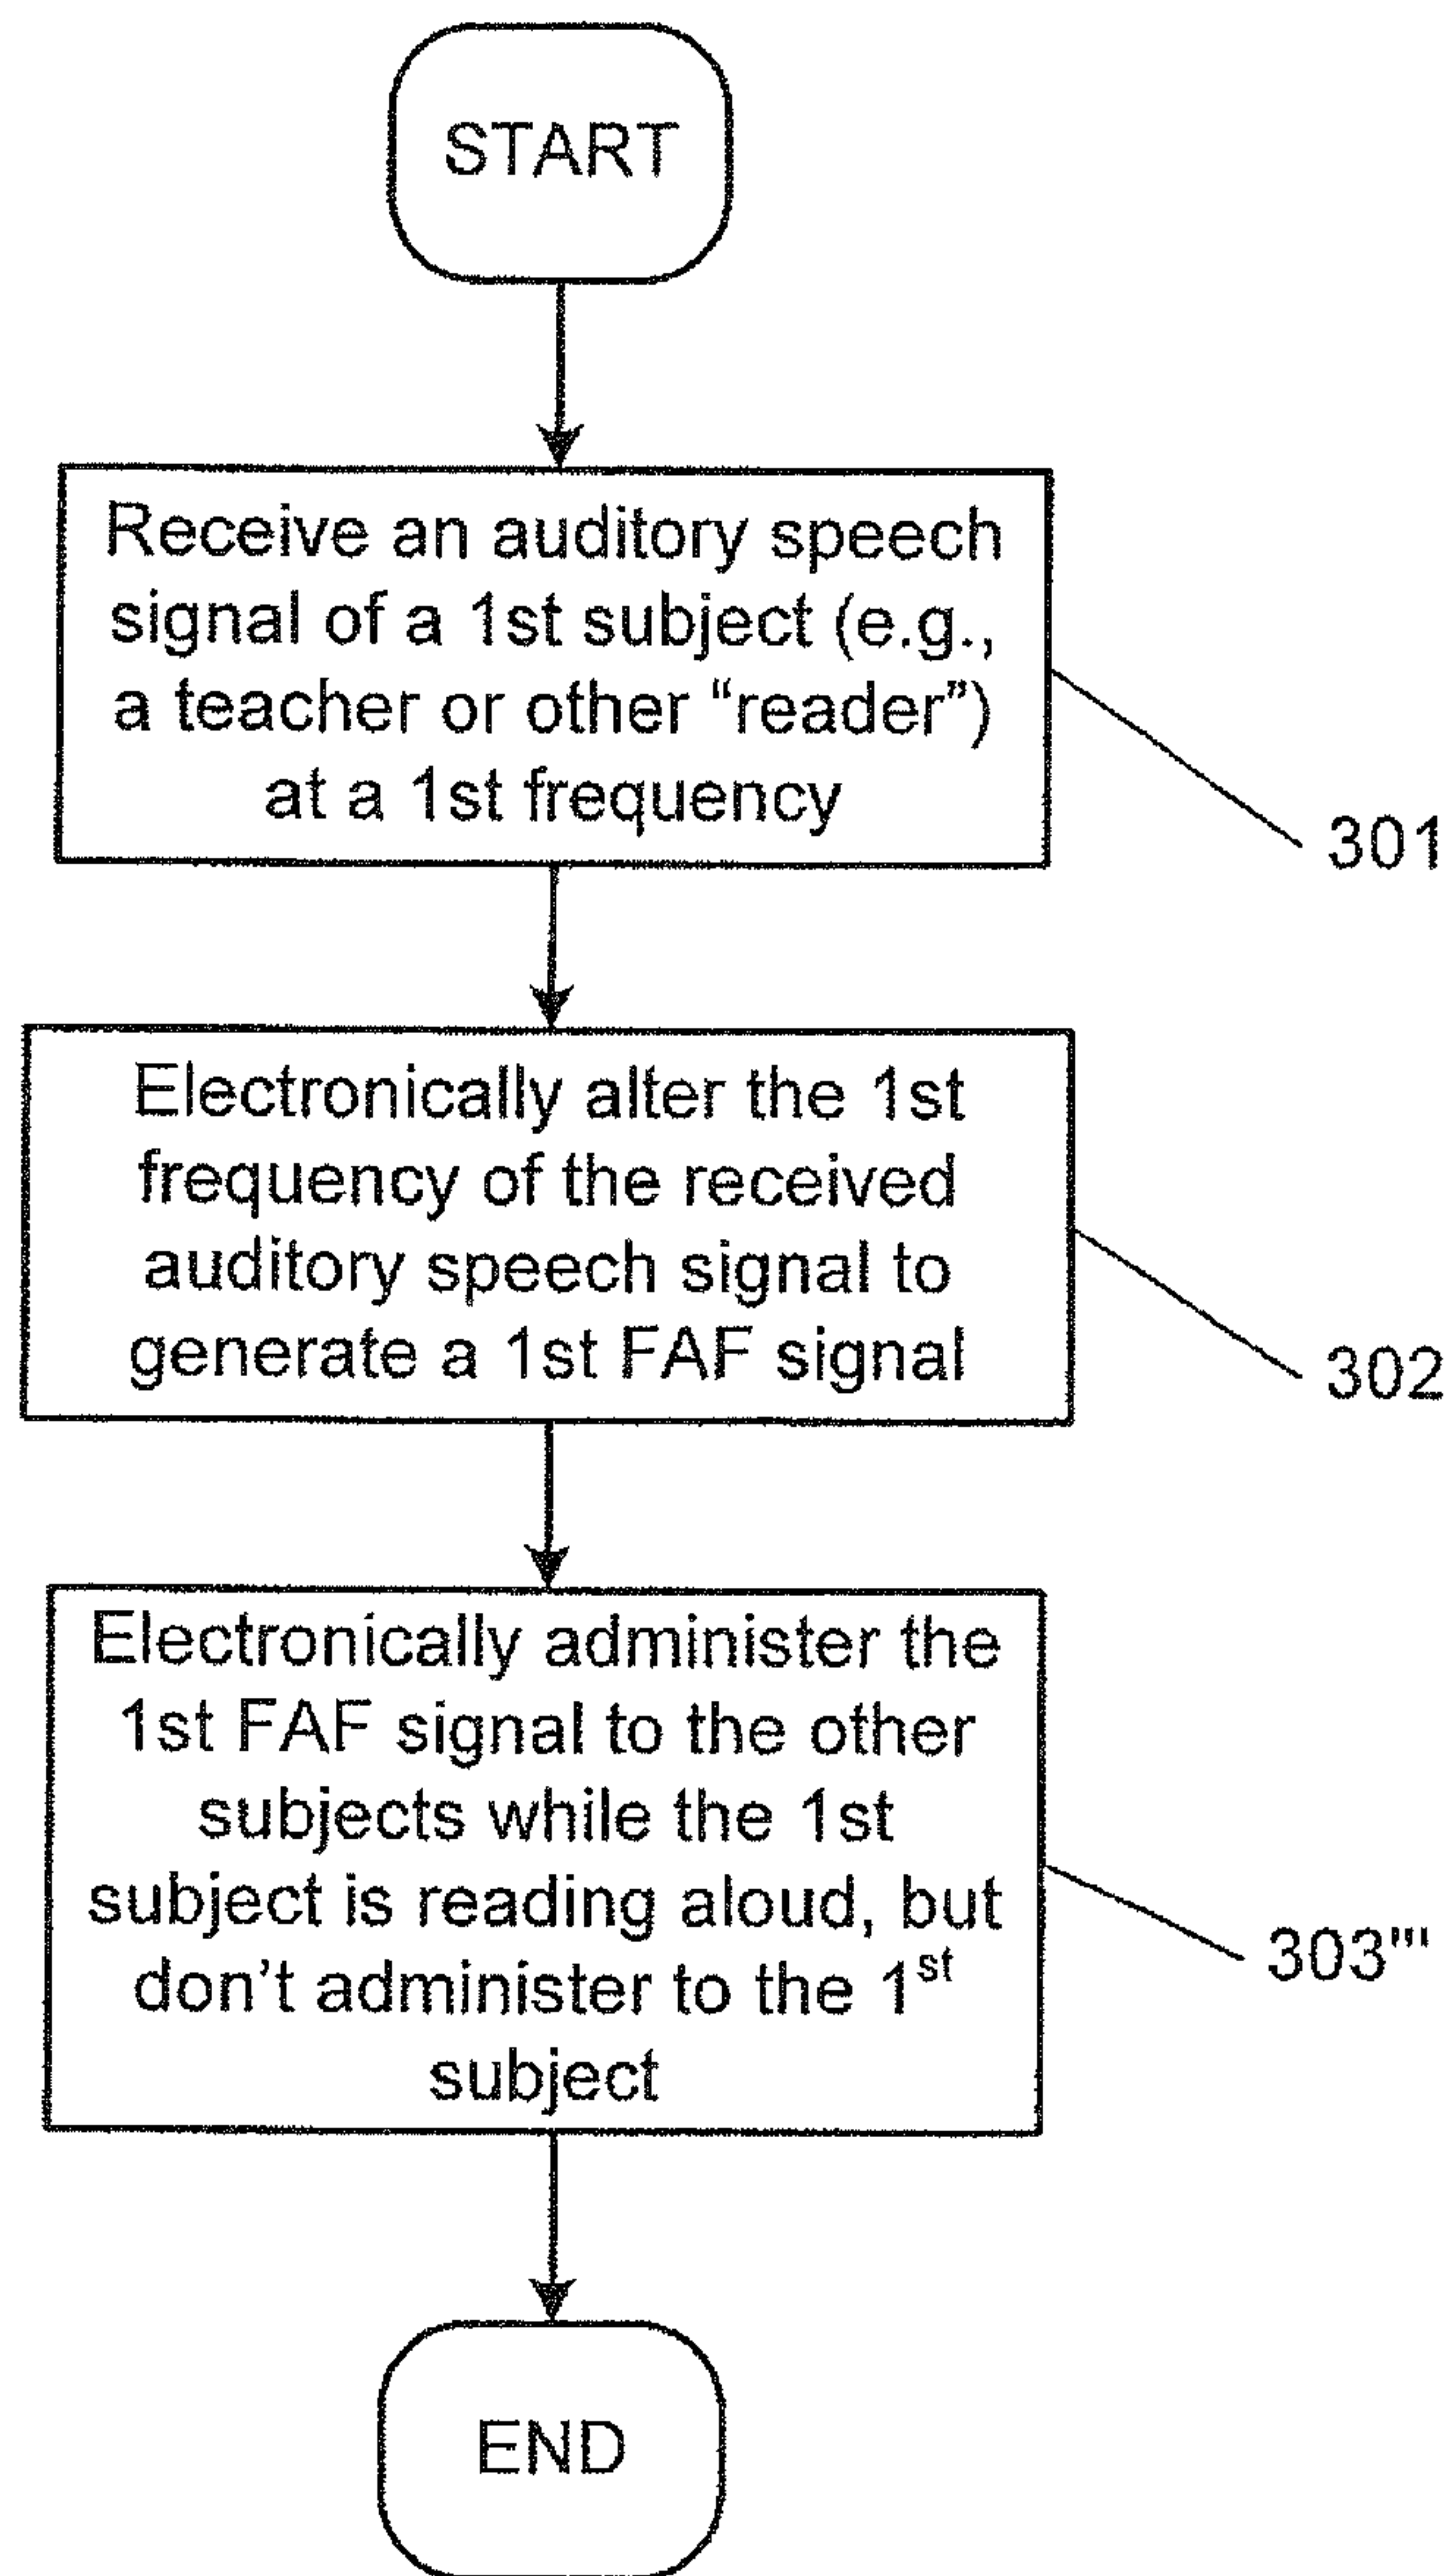 START
Receive an auditory speech
signal of a 1st subject (e.g.,
a teacher or other “reader”)
at a 1st frequency
301
Electronically alter the 1st
frequency of the received
auditory speech signal to
generate a 1st FAF signal
302
Electronically administer the
1st FAF signal to the other
subjects while the 1st
subject is reading aloud, but
don’t administer to the 1st
subject
303'''
END